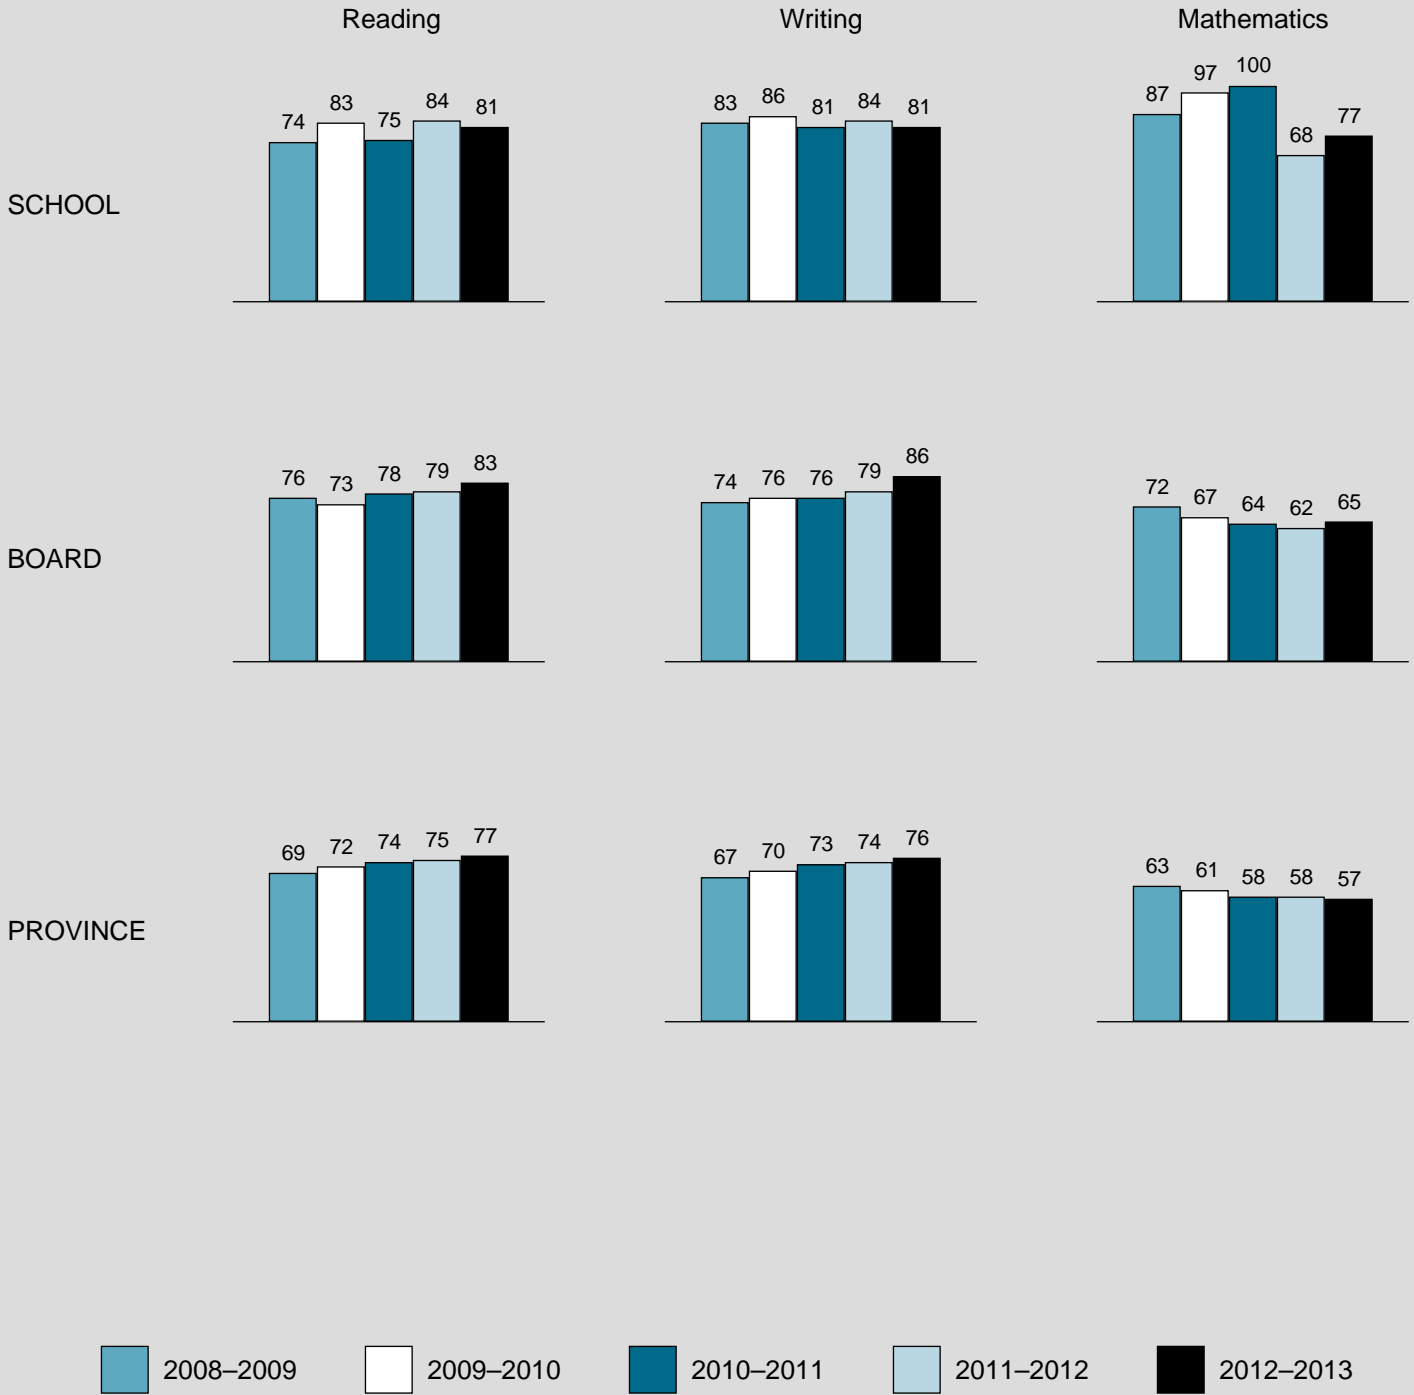 Reading Writing Mathematics
SCHOOL
74 83 75 84 81
83 86 81 84 81
87 97 100 68 77
BOARD
76 73 78 79 83
74 76 76 79 86
72 67 64 62 65
PROVINCE
69 72 74 75 77
67 70 73 74 76
63 61 58 58 57
2008–2009 2009–2010 2010–2011 2011–2012 2012–2013